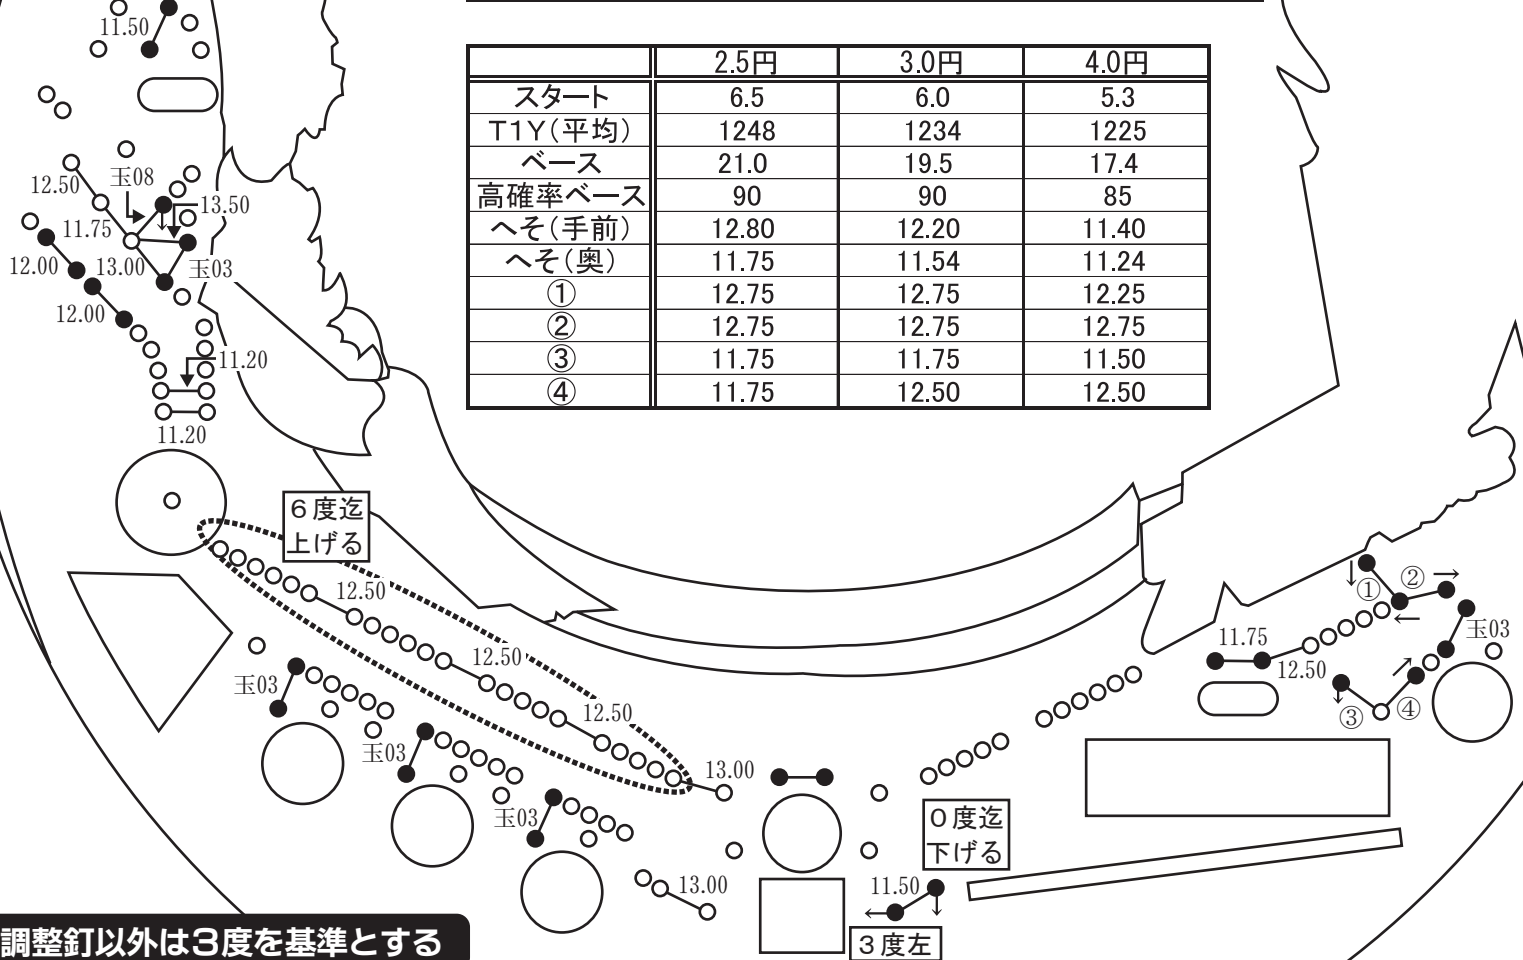 11.50
2.5円 3.0円 4.0円
スタート 6.5 6.0 5.3
T1Y(平均) 1248 1234 1225
ベース 21.0 19.5 17.4
高確率ベース 90 90 85
へそ(手前) 12.80 12.20 11.40
へそ(奥) 11.75 11.54 11.24
① 12.75 12.75 12.25
② 12.75 12.75 12.75
③ 11.75 11.75 11.50
④ 11.75 12.50 12.50
12.50
玉08
13.50
11.75
12.00
13.00
玉03
12.00
11.20
11.20
6度迄
上げる
12.50
12.50
12.50
13.00
玉03
玉03
玉03
13.00
0度迄
下げる
11.50
3度左
①
②
11.75
12.50
玉03
③
④
調整釘以外は3度を基準とする